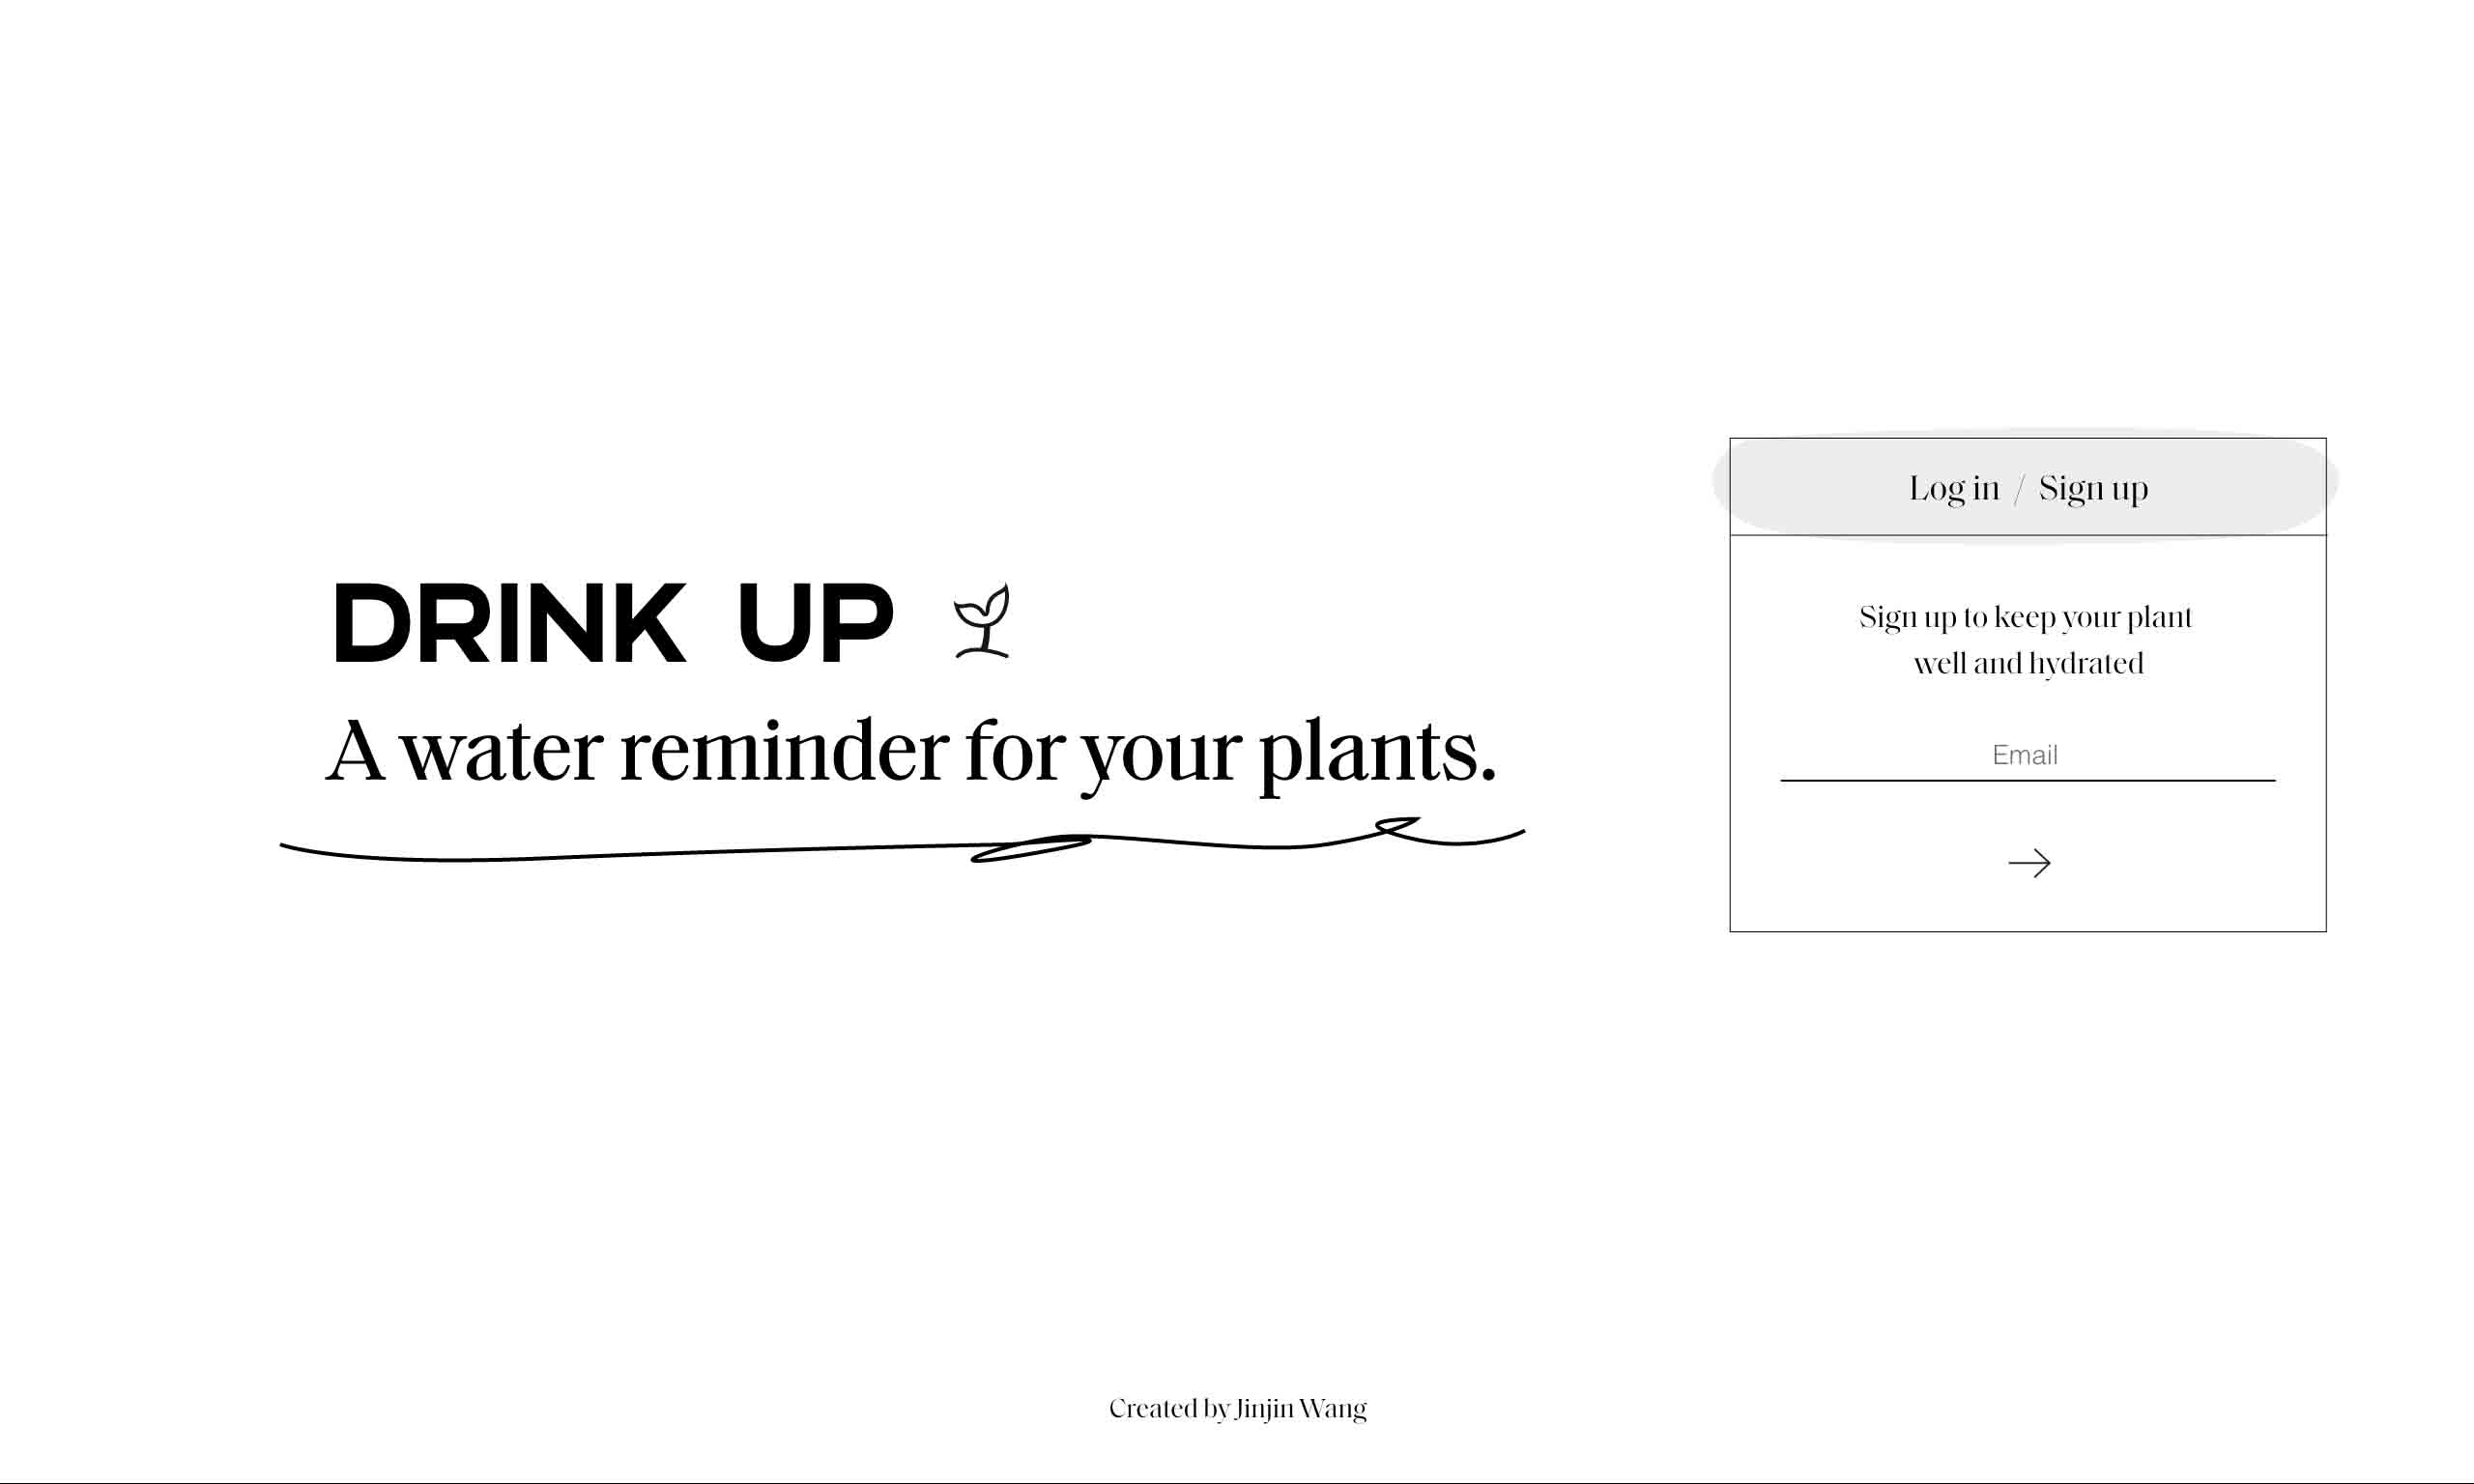 DRINK UP
A water reminder for your plants.
Log in / Sign up
Sign up to keep your plant
well and hydrated
Email
Created by Jinjin Wang